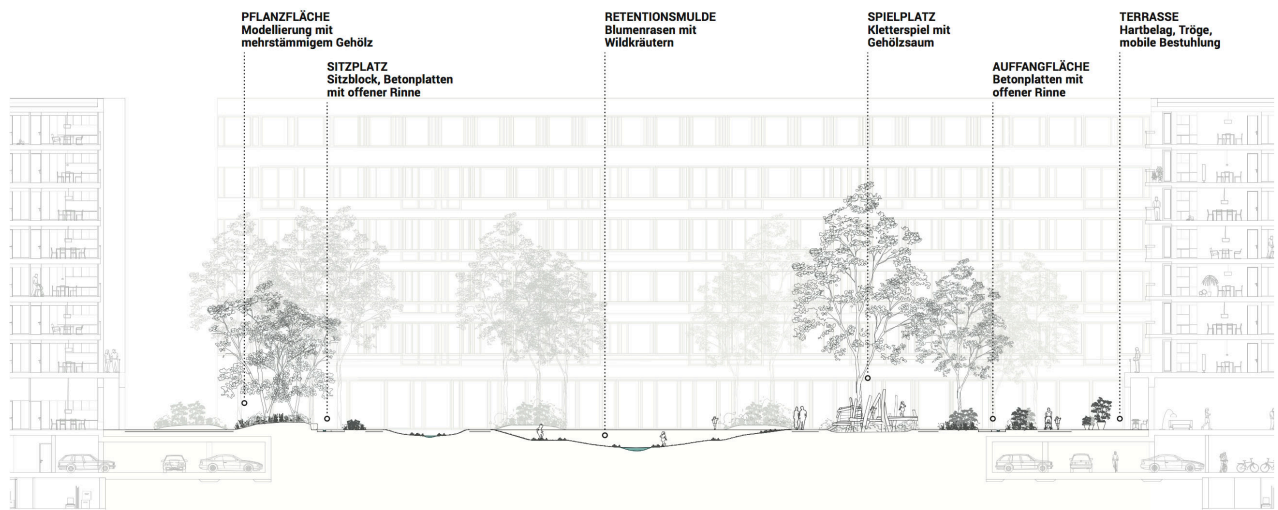 PFLANZFLÄCHE
Modellierung mit
mehrstämmigem Gehölz
SITZPLATZ
Sitzblock, Betonplatten
mit offener Rinne
RETENTIONSMULDE
Blumenrasen mit
Wildkräutern
SPIELPLATZ
Kletterspiel mit
Gehölzsaum
AUFFANGFLÄCHE
Betonplatten mit
offener Rinne
TERRASSE
Hartbelag, Tröge,
mobile Bestuhlung